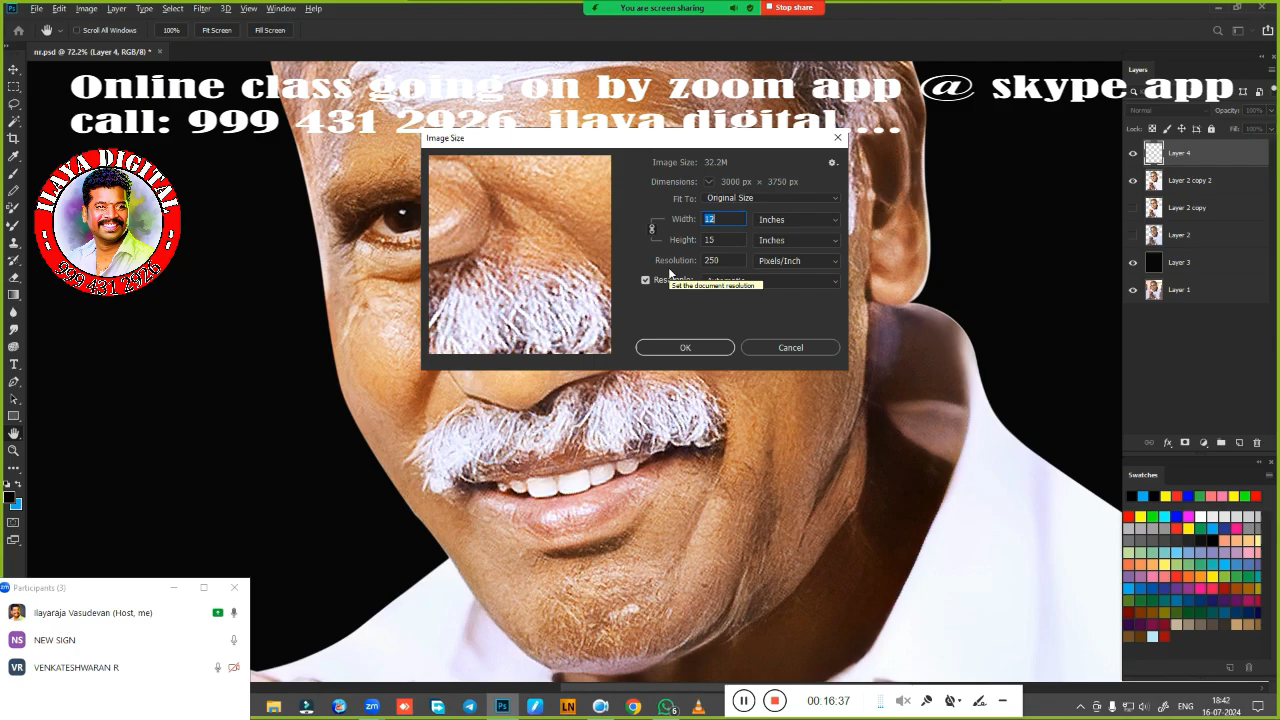 File Edit Image Layer Type Select Filter 3D View Window Help
You are screen sharing
Stop share
Scroll All Windows 100% Fit Screen Fill Screen
nr.psd @ 72.2% (Layer 4, RGB/8) *
Online class going on by zoom app @ skype app
call: 999 431 2926 ilaya digital ...
ILAYA DIGITAL
999 431 2926
Image Size
Image Size: 32.2M
Dimensions: 3000 px × 3750 px
Fit To: Original Size
Width: 12 Inches
Height: 15 Inches
Resolution: 250 Pixels/Inch
Set the document resolution
OK Cancel
Layers
Normal Opacity: 100%
Lock: Fill: 100%
Layer 4
Layer 2 copy 2
Layer 2 copy
Layer 2
Layer 3
Layer 1
Swatches
Participants (3)
ilayaraja Vasudevan (Host, me)
NS NEW SIGN
VR VENKATESHWARAN R
00:16:37
ENG
18:42
16-07-2024